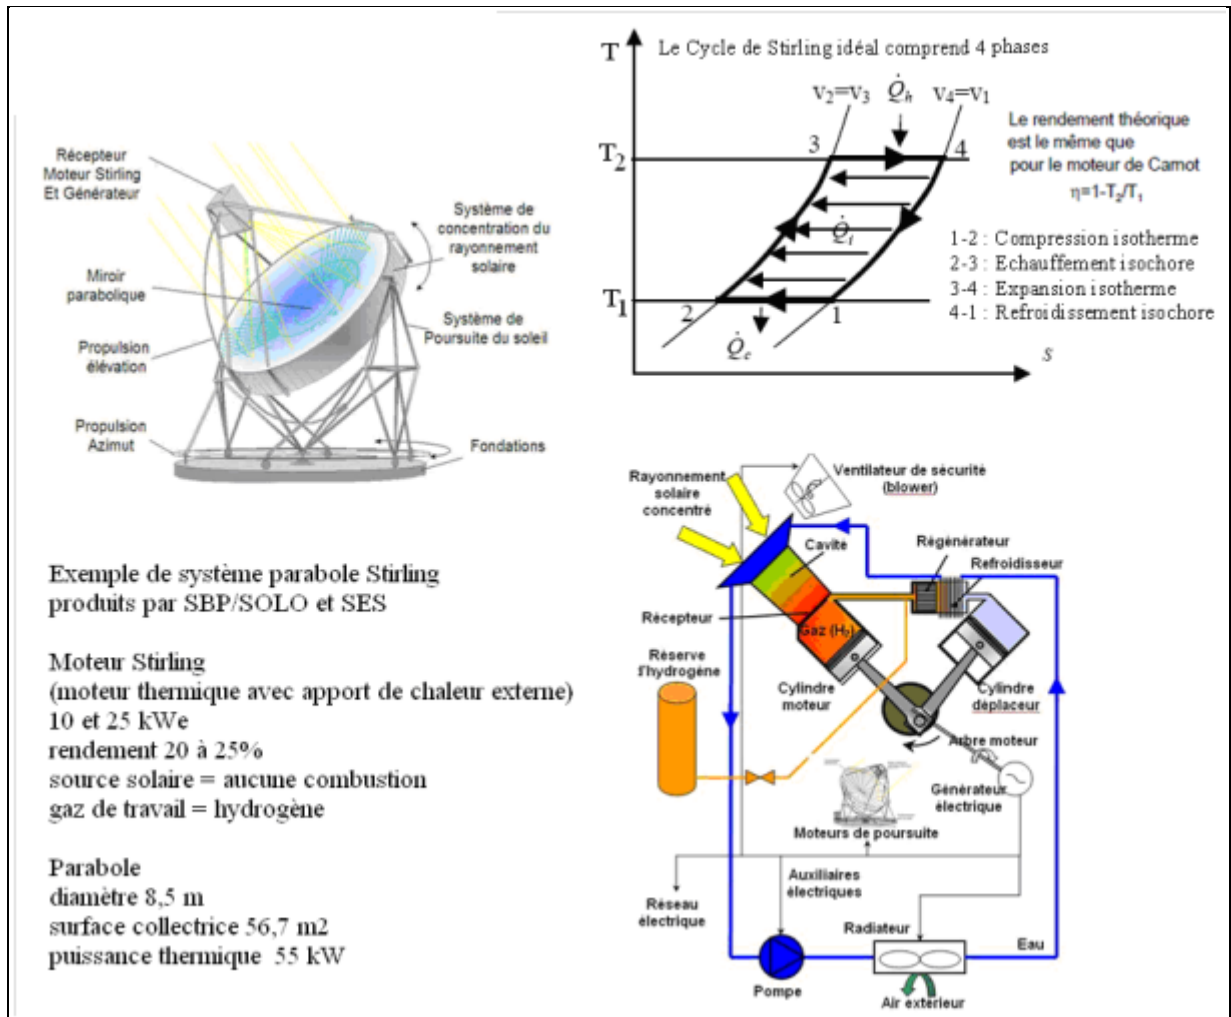 Récepteur
Moteur Stirling
Et Générateur
Système de
concentration du
rayonnement
solaire
Miroir
parabolique
Système de
Poursuite du soleil
Propulsion
élévation
Propulsion
Azimut
Fondations
T
Le Cycle de Stirling idéal comprend 4 phases
v2=v3
Q̇h
v4=v1
3
4
T2
Q̇i
T1
2
1
Q̇e
s
Le rendement théorique
est le même que
pour le moteur de Carnot
η=1-T2/T1
1-2 : Compression isotherme
2-3 : Echauffement isochore
3-4 : Expansion isotherme
4-1 : Refroidissement isochore
Exemple de système parabole Stirling
produits par SBP/SOLO et SES
Moteur Stirling
(moteur thermique avec apport de chaleur externe)
10 et 25 kWe
rendement 20 à 25%
source solaire = aucune combustion
gaz de travail = hydrogène
Parabole
diamètre 8,5 m
surface collectrice 56,7 m2
puissance thermique 55 kW
Rayonnement
solaire
concentré
Ventilateur de sécurité
(blower)
Cavité
Régénérateur
Refroidisseur
Récepteur
Gaz (H2)
Réserve
d'hydrogène
Cylindre
moteur
Cylindre
déplaceur
Arbre moteur
Générateur
électrique
Moteurs de poursuite
Auxiliaires
électriques
Réseau
électrique
Radiateur
Eau
Pompe
Air extérieur